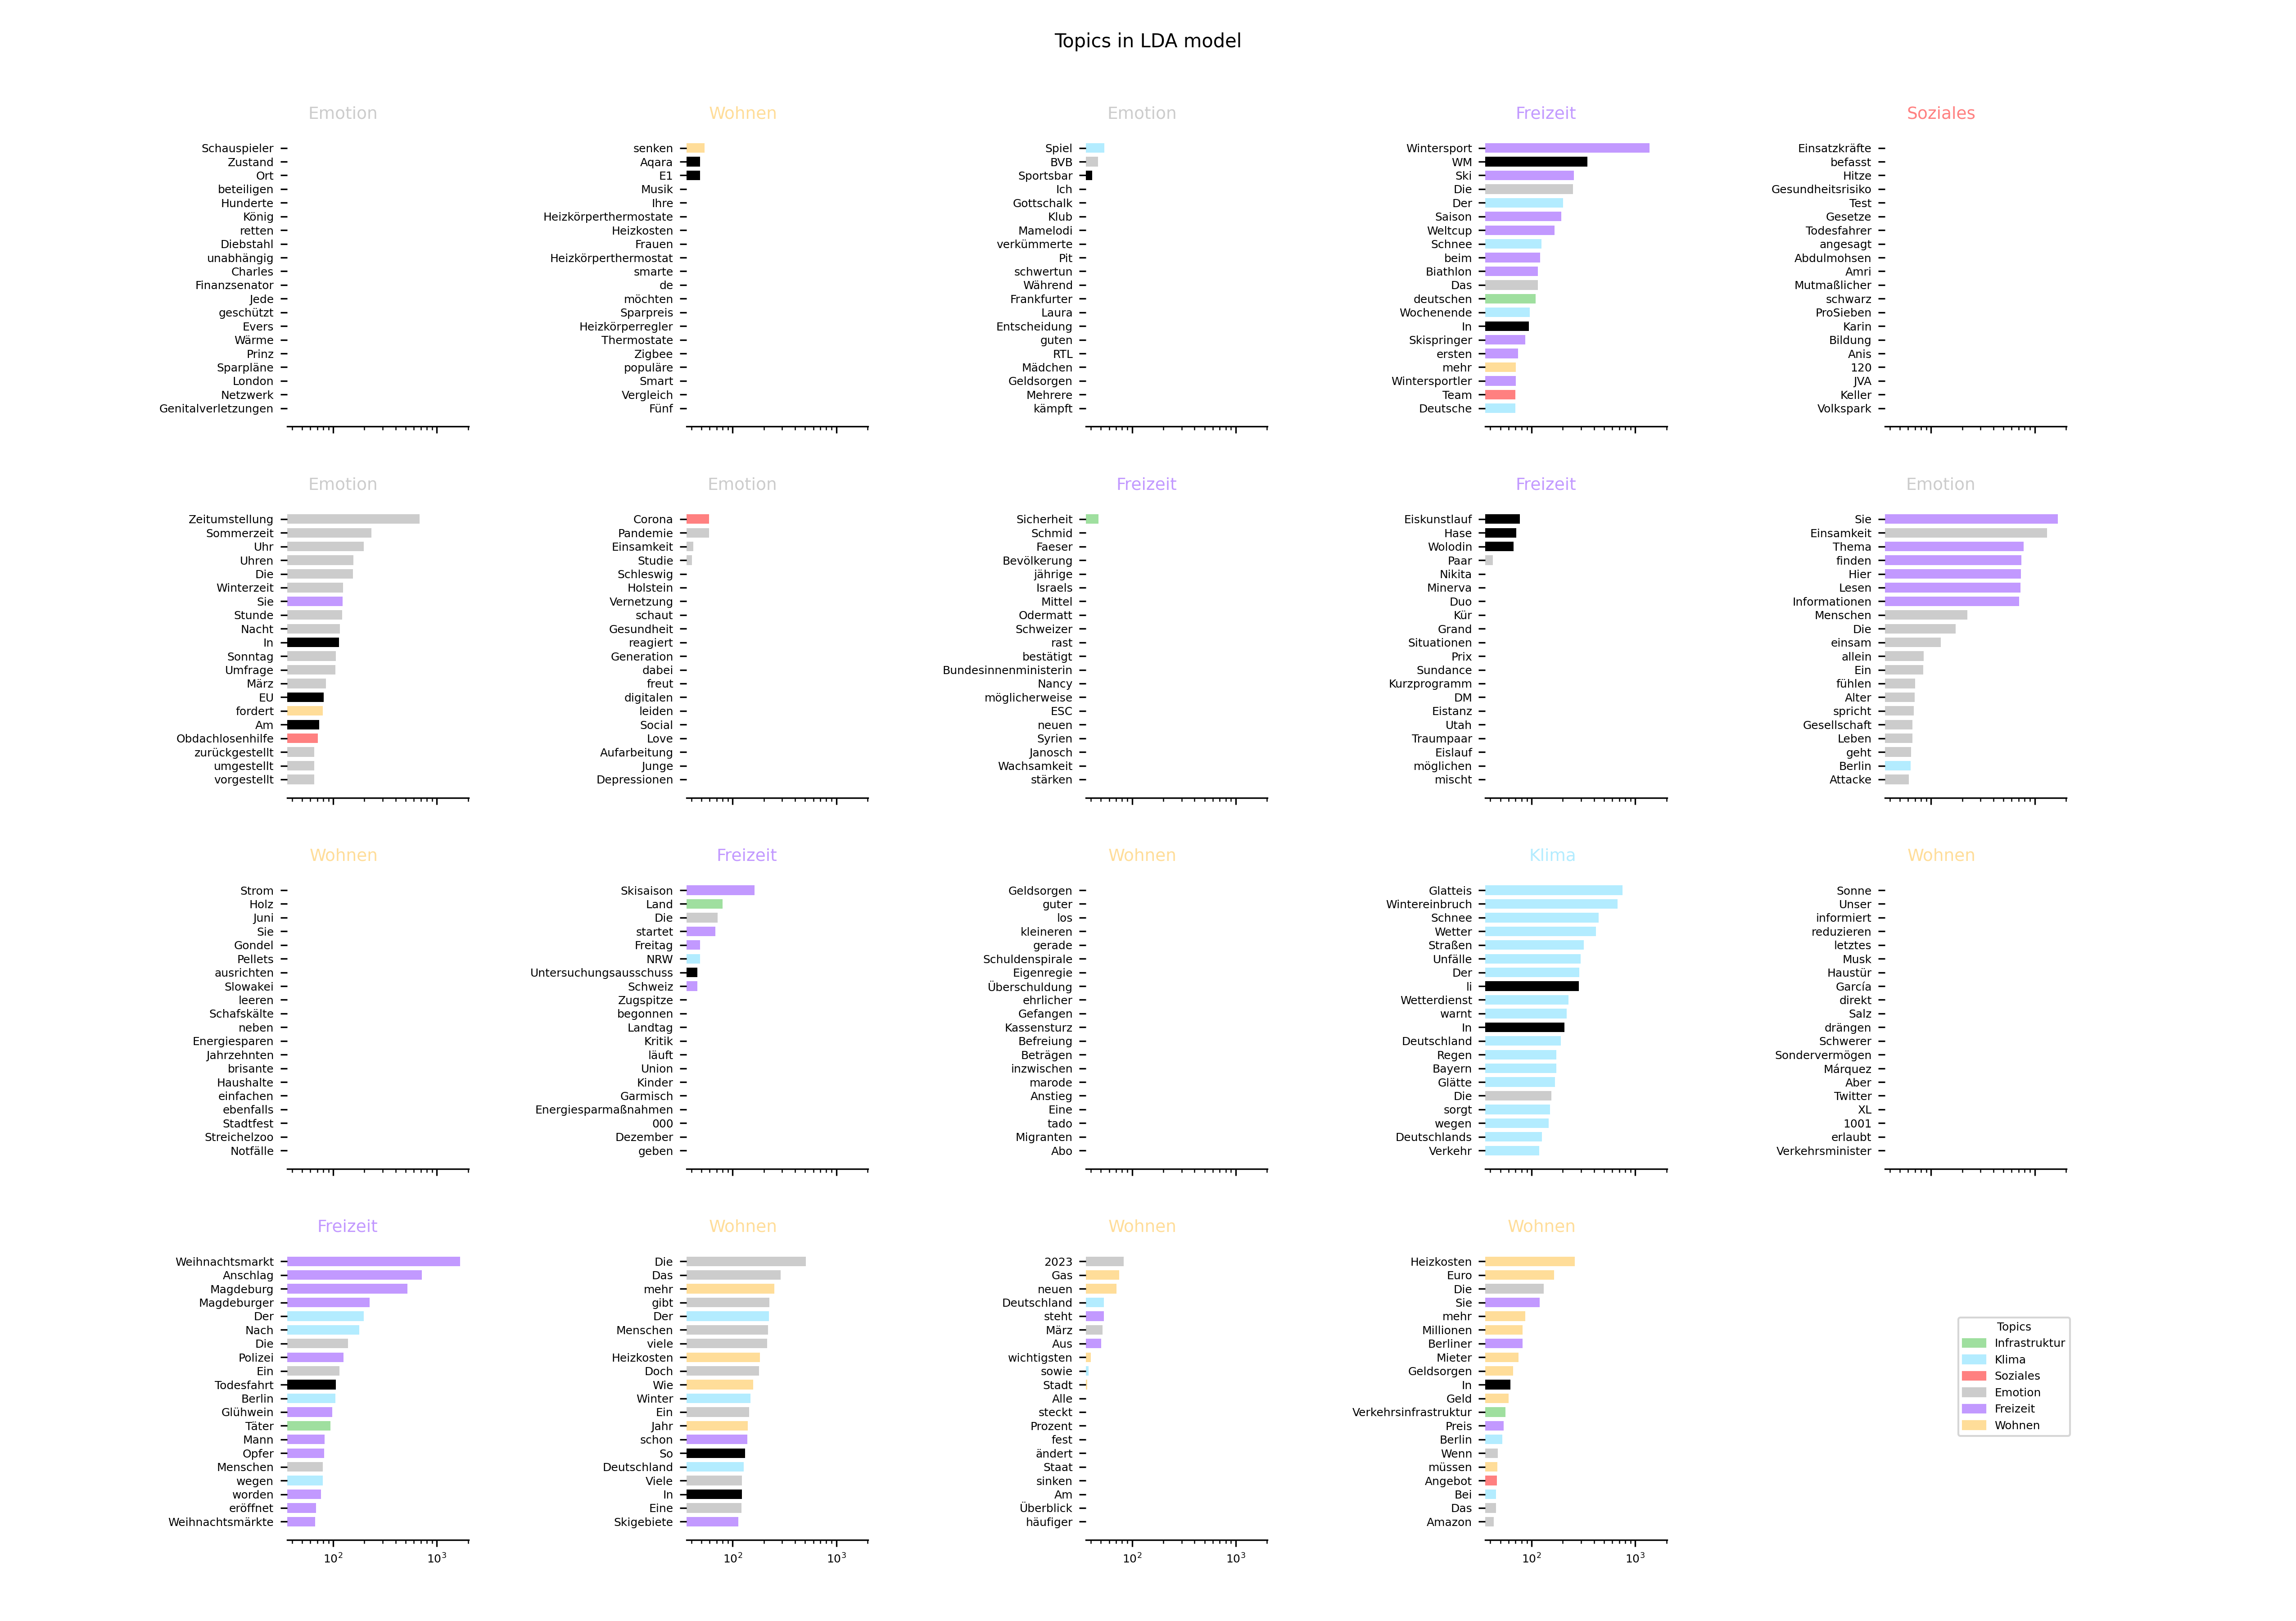 Topics in LDA model
Emotion
Schauspieler
Zustand
Ort
beteiligen
Hunderte
König
retten
Diebstahl
unabhängig
Charles
Finanzsenator
Jede
geschützt
Evers
Wärme
Prinz
Sparpläne
London
Netzwerk
Genitalverletzungen
Wohnen
senken
Aqara
E1
Musik
Ihre
Heizkörperthermostate
Heizkosten
Frauen
Heizkörperthermostat
smarte
de
möchten
Sparpreis
Heizkörperregler
Thermostate
Zigbee
populäre
Smart
Vergleich
Fünf
Emotion
Spiel
BVB
Sportsbar
Ich
Gottschalk
Klub
Mamelodi
verkümmerte
Pit
schwertun
Während
Frankfurter
Laura
Entscheidung
guten
RTL
Mädchen
Geldsorgen
Mehrere
kämpft
Freizeit
Wintersport
WM
Ski
Die
Der
Saison
Weltcup
Schnee
beim
Biathlon
Das
deutschen
Wochenende
In
Skispringer
ersten
mehr
Wintersportler
Team
Deutsche
Soziales
Einsatzkräfte
befasst
Hitze
Gesundheitsrisiko
Test
Gesetze
Todesfahrer
angesagt
Abdulmohsen
Amri
Mutmaßlicher
schwarz
ProSieben
Karin
Bildung
Anis
120
JVA
Keller
Volkspark
Emotion
Zeitumstellung
Sommerzeit
Uhr
Uhren
Die
Winterzeit
Sie
Stunde
Nacht
In
Sonntag
Umfrage
März
EU
fordert
Am
Obdachlosenhilfe
zurückgestellt
umgestellt
vorgestellt
Emotion
Corona
Pandemie
Einsamkeit
Studie
Schleswig
Holstein
Vernetzung
schaut
Gesundheit
reagiert
Generation
dabei
freut
digitalen
leiden
Social
Love
Aufarbeitung
Junge
Depressionen
Freizeit
Sicherheit
Schmid
Faeser
Bevölkerung
jährige
Israels
Mittel
Odermatt
Schweizer
rast
bestätigt
Bundesinnenministerin
Nancy
möglicherweise
ESC
neuen
Syrien
Janosch
Wachsamkeit
stärken
Freizeit
Eiskunstlauf
Hase
Wolodin
Paar
Nikita
Minerva
Duo
Kür
Grand
Situationen
Prix
Sundance
Kurzprogramm
DM
Eistanz
Utah
Traumpaar
Eislauf
möglichen
mischt
Emotion
Sie
Einsamkeit
Thema
finden
Hier
Lesen
Informationen
Menschen
Die
einsam
allein
Ein
fühlen
Alter
spricht
Gesellschaft
Leben
geht
Berlin
Attacke
Wohnen
Strom
Holz
Juni
Sie
Gondel
Pellets
ausrichten
Slowakei
leeren
Schafskälte
neben
Energiesparen
Jahrzehnten
brisante
Haushalte
einfachen
ebenfalls
Stadtfest
Streichelzoo
Notfälle
Freizeit
Skisaison
Land
Die
startet
Freitag
NRW
Untersuchungsausschuss
Schweiz
Zugspitze
begonnen
Landtag
Kritik
läuft
Union
Kinder
Garmisch
Energiesparmaßnahmen
000
Dezember
geben
Wohnen
Geldsorgen
guter
los
kleineren
gerade
Schuldenspirale
Eigenregie
Überschuldung
ehrlicher
Gefangen
Kassensturz
Befreiung
Beträgen
inzwischen
marode
Anstieg
Eine
tado
Migranten
Abo
Klima
Glatteis
Wintereinbruch
Schnee
Wetter
Straßen
Unfälle
Der
li
Wetterdienst
warnt
In
Deutschland
Regen
Bayern
Glätte
Die
sorgt
wegen
Deutschlands
Verkehr
Wohnen
Sonne
Unser
informiert
reduzieren
letztes
Musk
Haustür
García
direkt
Salz
drängen
Schwerer
Sondervermögen
Márquez
Aber
Twitter
XL
1001
erlaubt
Verkehrsminister
Freizeit
Weihnachtsmarkt
Anschlag
Magdeburg
Magdeburger
Der
Nach
Die
Polizei
Ein
Todesfahrt
Berlin
Glühwein
Täter
Mann
Opfer
Menschen
wegen
worden
eröffnet
Weihnachtsmärkte
10²
10³
Wohnen
Die
Das
mehr
gibt
Der
Menschen
viele
Heizkosten
Doch
Wie
Winter
Ein
Jahr
schon
So
Deutschland
Viele
In
Eine
Skigebiete
10²
10³
Wohnen
2023
Gas
neuen
Deutschland
steht
März
Aus
wichtigsten
sowie
Stadt
Alle
steckt
Prozent
fest
ändert
Staat
sinken
Am
Überblick
häufiger
10²
10³
Wohnen
Heizkosten
Euro
Die
Sie
mehr
Millionen
Berliner
Mieter
Geldsorgen
In
Geld
Verkehrsinfrastruktur
Preis
Berlin
Wenn
müssen
Angebot
Bei
Das
Amazon
10²
10³
Topics
Infrastruktur
Klima
Soziales
Emotion
Freizeit
Wohnen